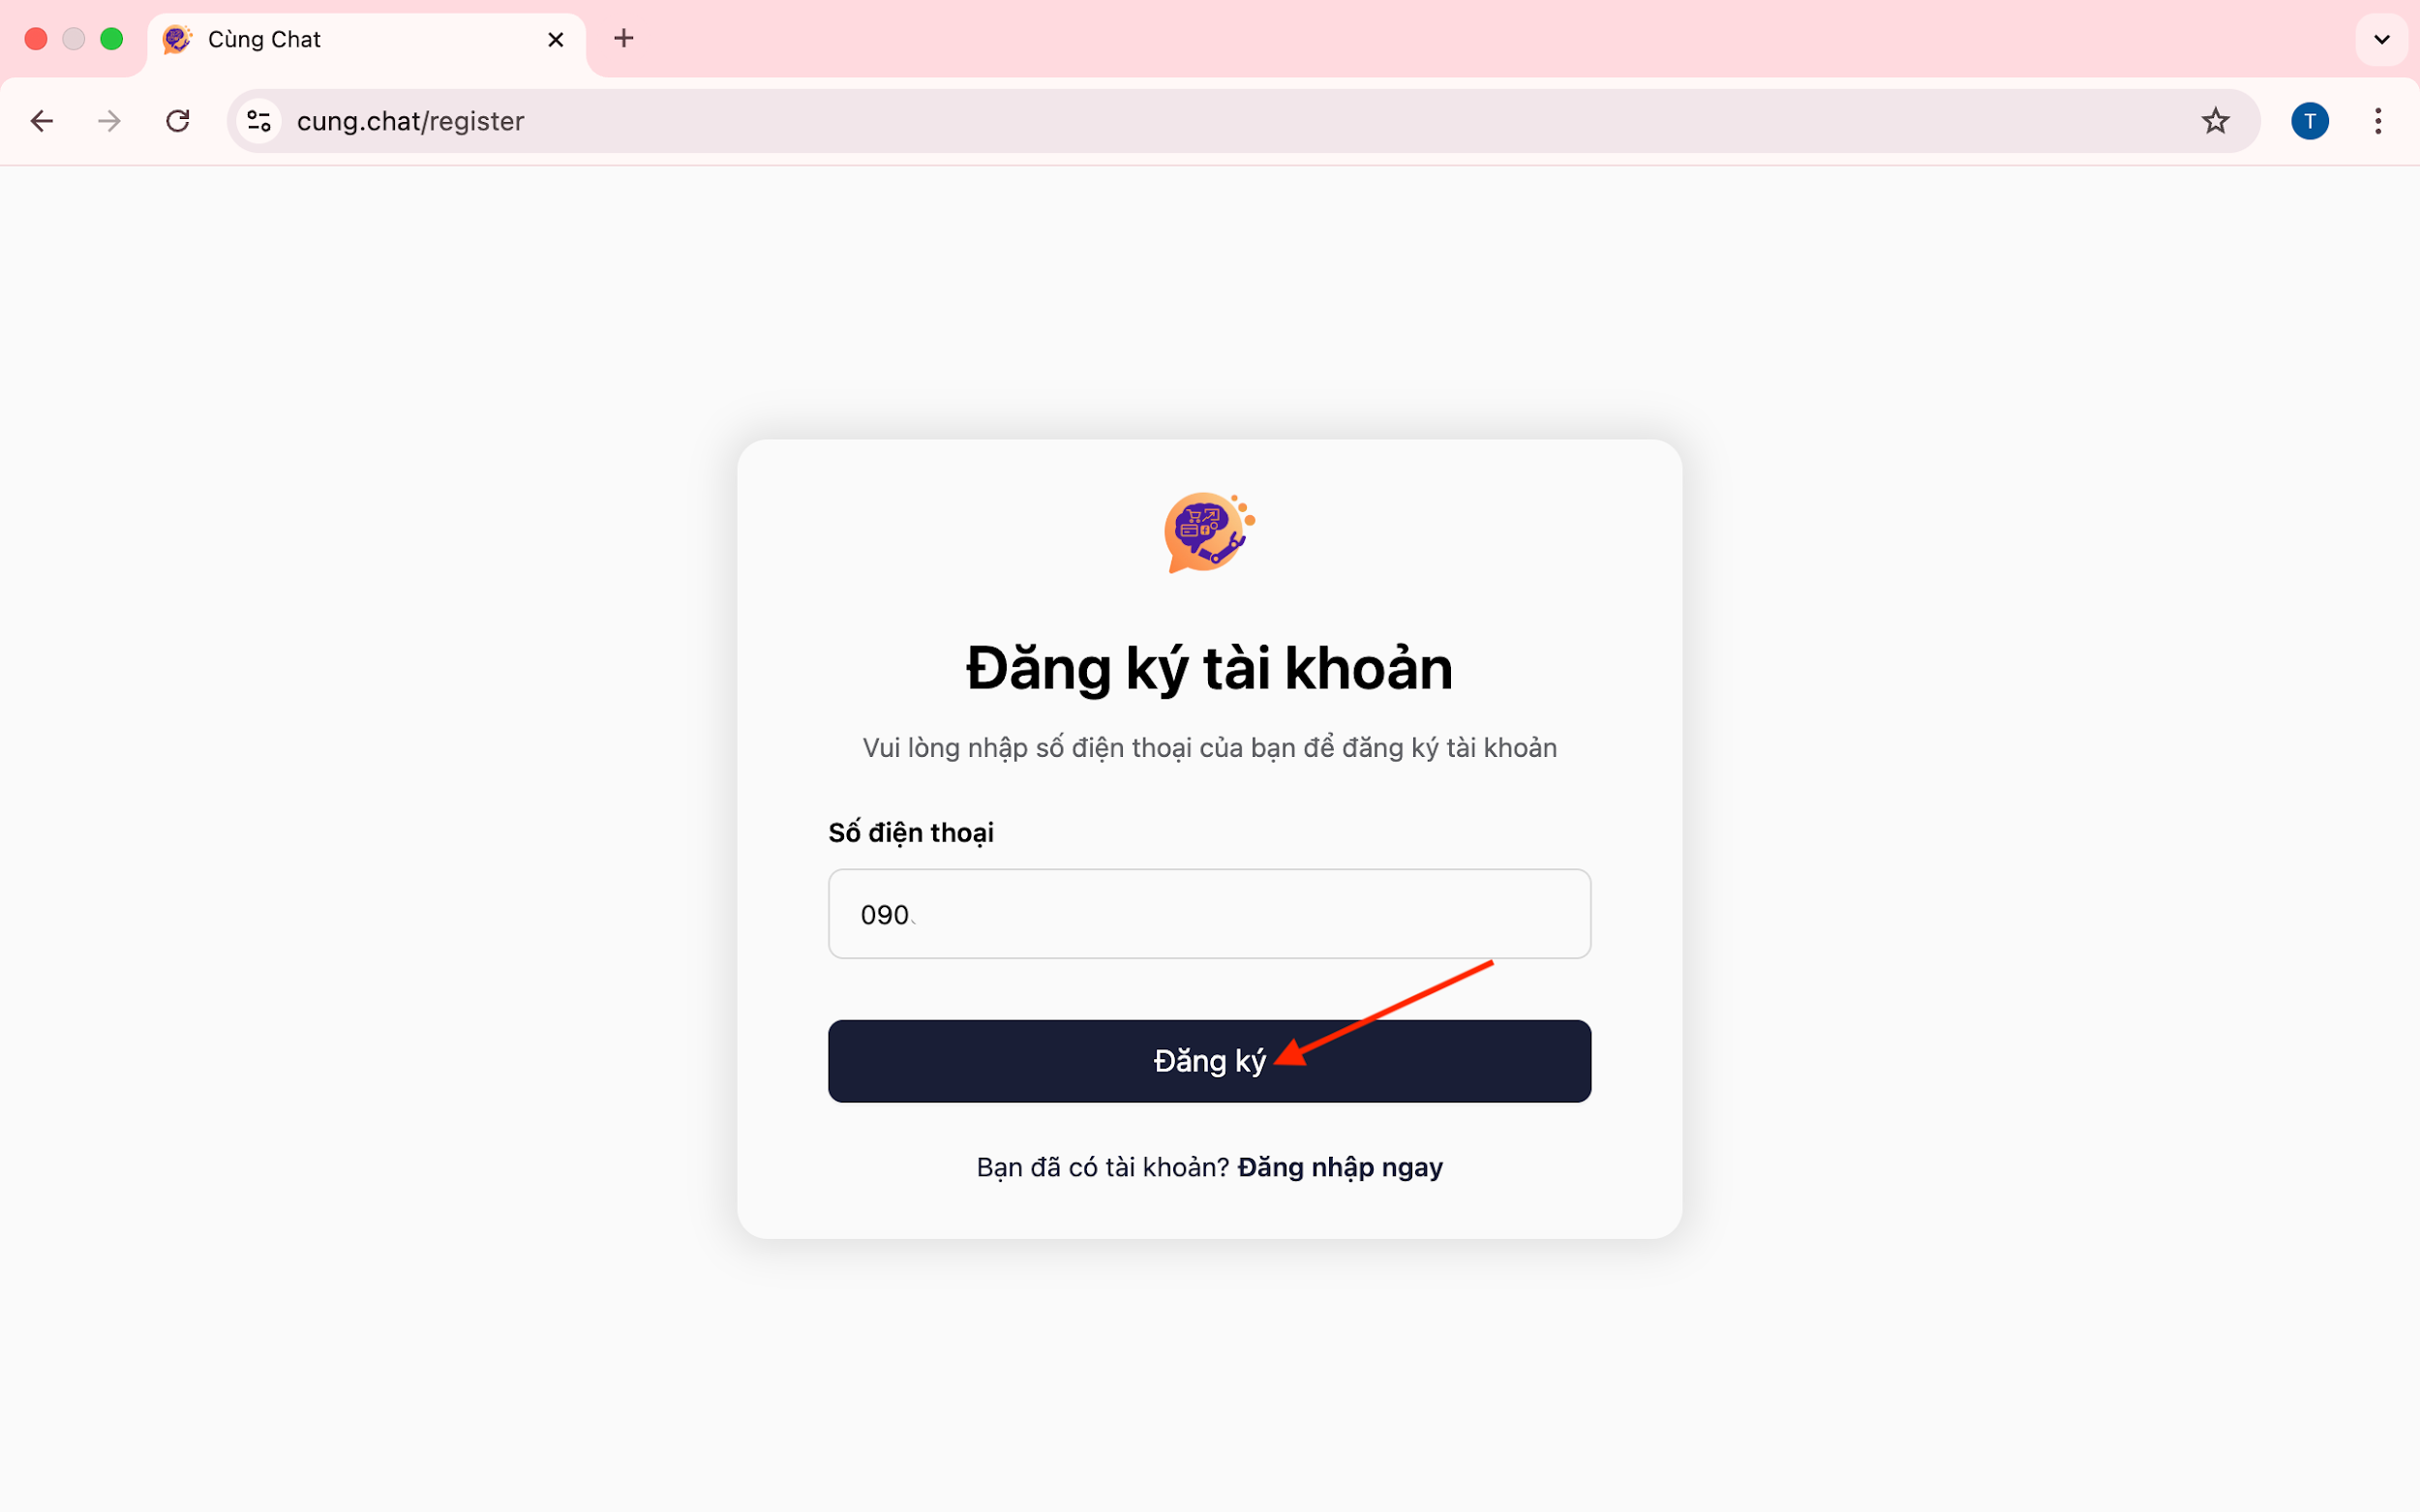 Cùng Chat
cung.chat/register
T
Đăng ký tài khoản
Vui lòng nhập số điện thoại của bạn để đăng ký tài khoản
Số điện thoại
090
Đăng ký
Bạn đã có tài khoản? Đăng nhập ngay